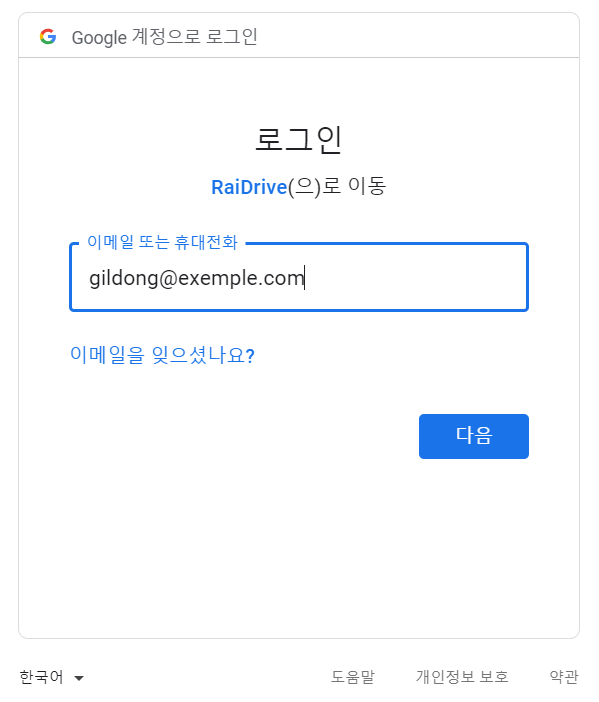 Google 계정으로 로그인
로그인
RaiDrive(으)로 이동
이메일 또는 휴대전화
gildong@exemple.com
이메일을 잊으셨나요?
다음
한국어 도움말 개인정보 보호 약관